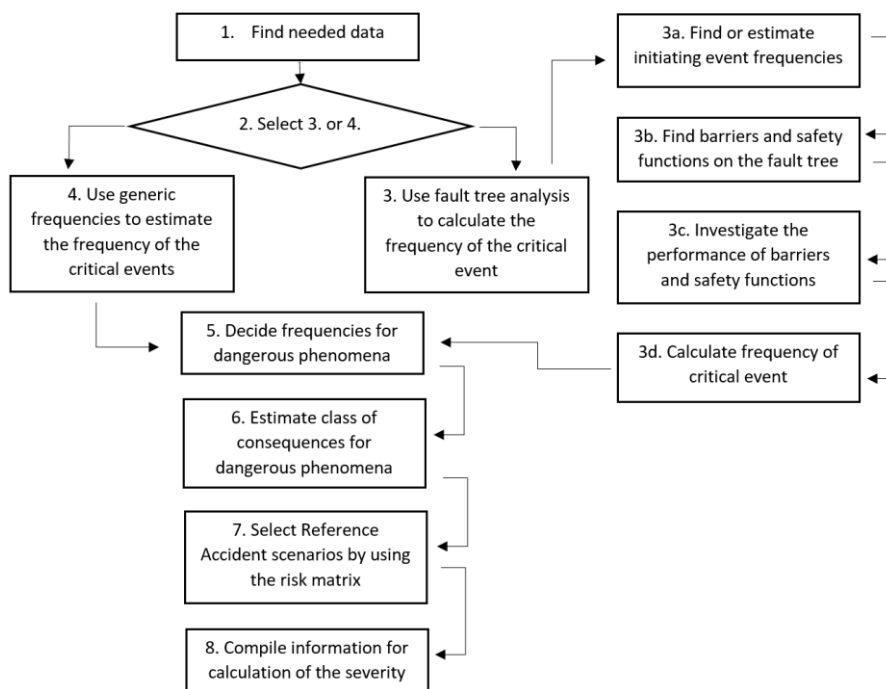 1. Find needed data
2. Select 3. or 4.
4. Use generic
frequencies to estimate
the frequency of the
critical events
3. Use fault tree analysis
to calculate the
frequency of the critical
event
3a. Find or estimate
initiating event frequencies
3b. Find barriers and safety
functions on the fault tree
3c. Investigate the
performance of barriers
and safety functions
3d. Calculate frequency of
critical event
5. Decide frequencies for
dangerous phenomena
6. Estimate class of
consequences for
dangerous phenomena
7. Select Reference
Accident scenarios by using
the risk matrix
8. Compile information for
calculation of the severity